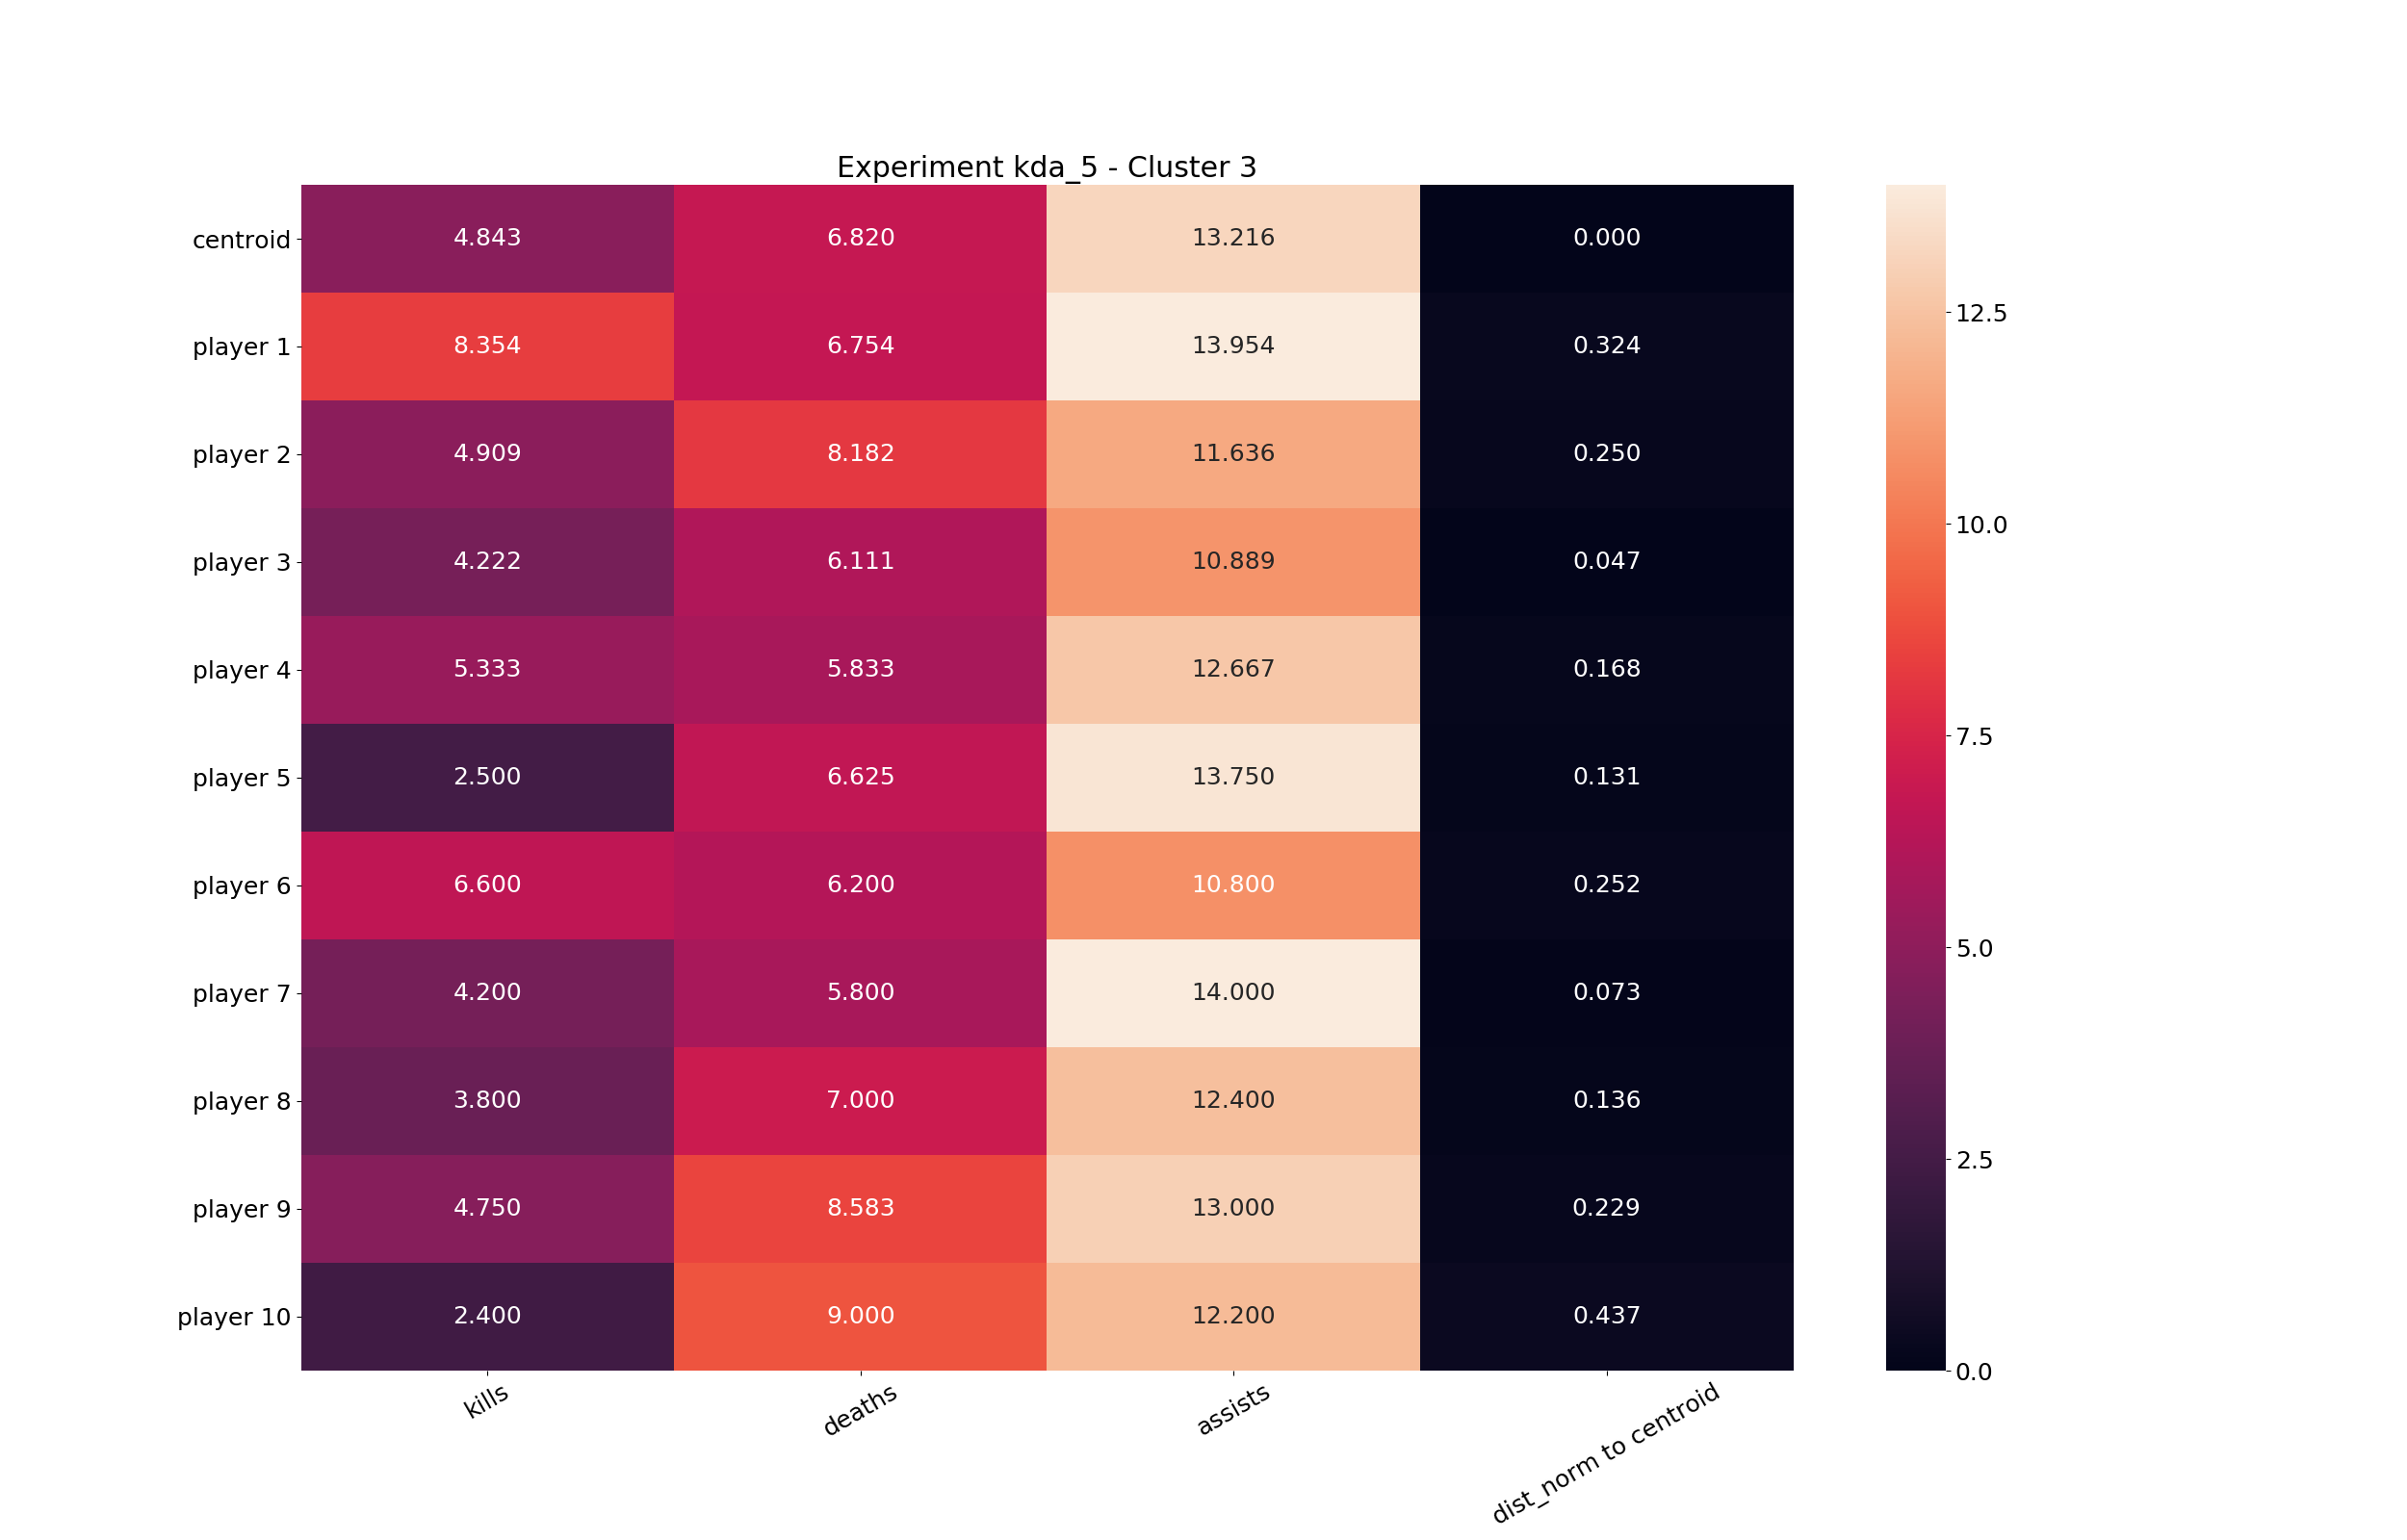 Experiment kda_5 - Cluster 3
centroid 4.843 6.820 13.216 0.000
player 1 8.354 6.754 13.954 0.324
player 2 4.909 8.182 11.636 0.250
player 3 4.222 6.111 10.889 0.047
player 4 5.333 5.833 12.667 0.168
player 5 2.500 6.625 13.750 0.131
player 6 6.600 6.200 10.800 0.252
player 7 4.200 5.800 14.000 0.073
player 8 3.800 7.000 12.400 0.136
player 9 4.750 8.583 13.000 0.229
player 10 2.400 9.000 12.200 0.437
kills deaths assists dist_norm to centroid
12.5
10.0
7.5
5.0
2.5
0.0